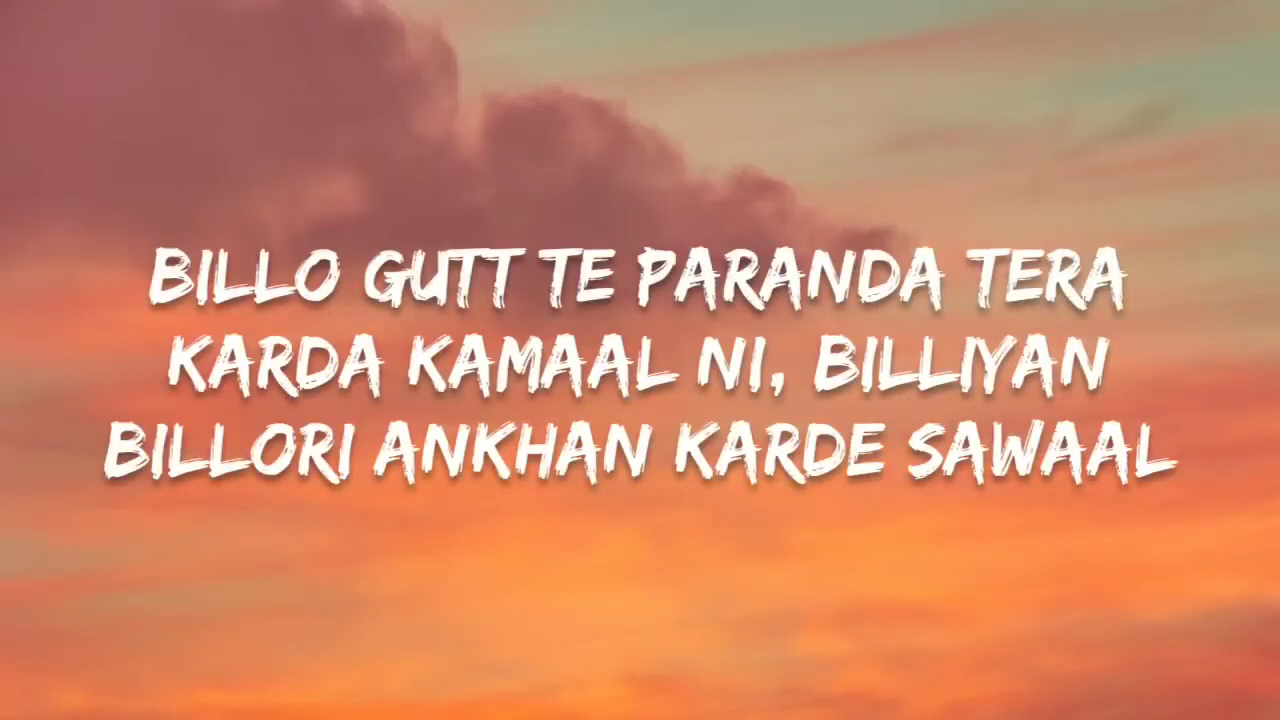 BILLO GUTT TE PARANDA TERA
KARDA KAMAAL NI, BILLIYAN
BILLORI ANKHAN KARDE SAWAAL